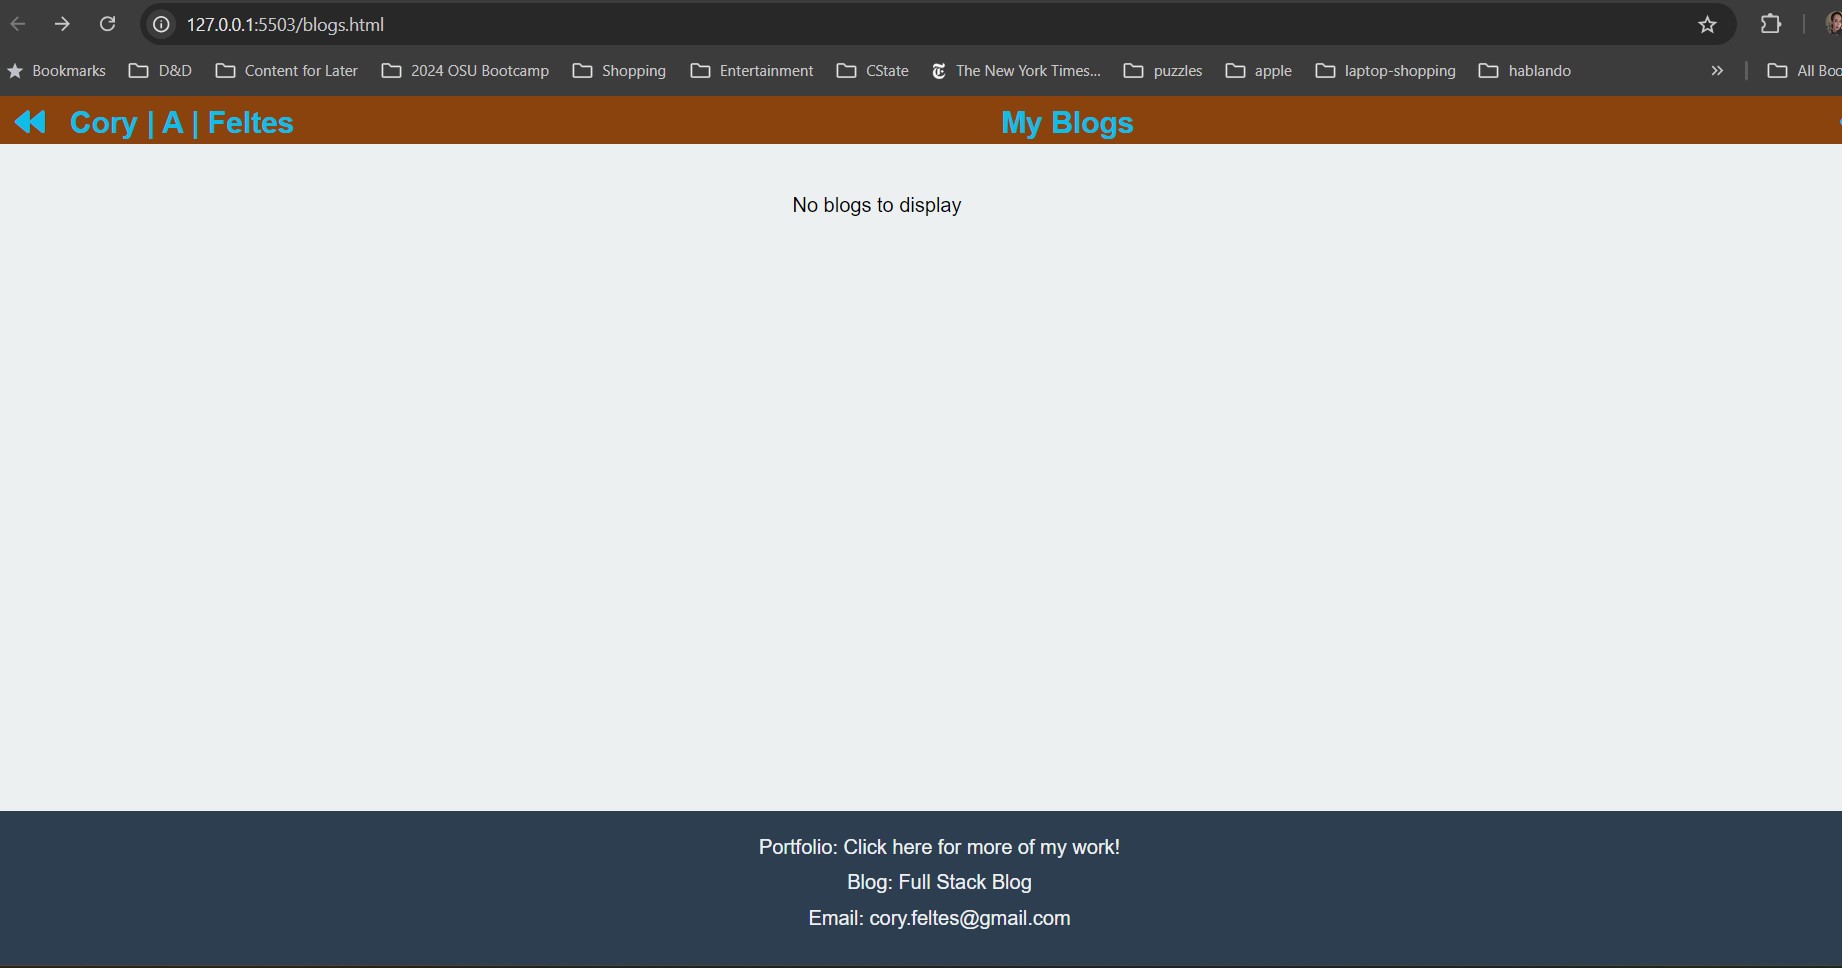 127.0.0.1:5503/blogs.html
Bookmarks D&D Content for Later 2024 OSU Bootcamp Shopping Entertainment CState The New York Times... puzzles apple laptop-shopping hablando » All
Cory | A | Feltes My Blogs
No blogs to display
Portfolio: Click here for more of my work!
Blog: Full Stack Blog
Email: cory.feltes@gmail.com